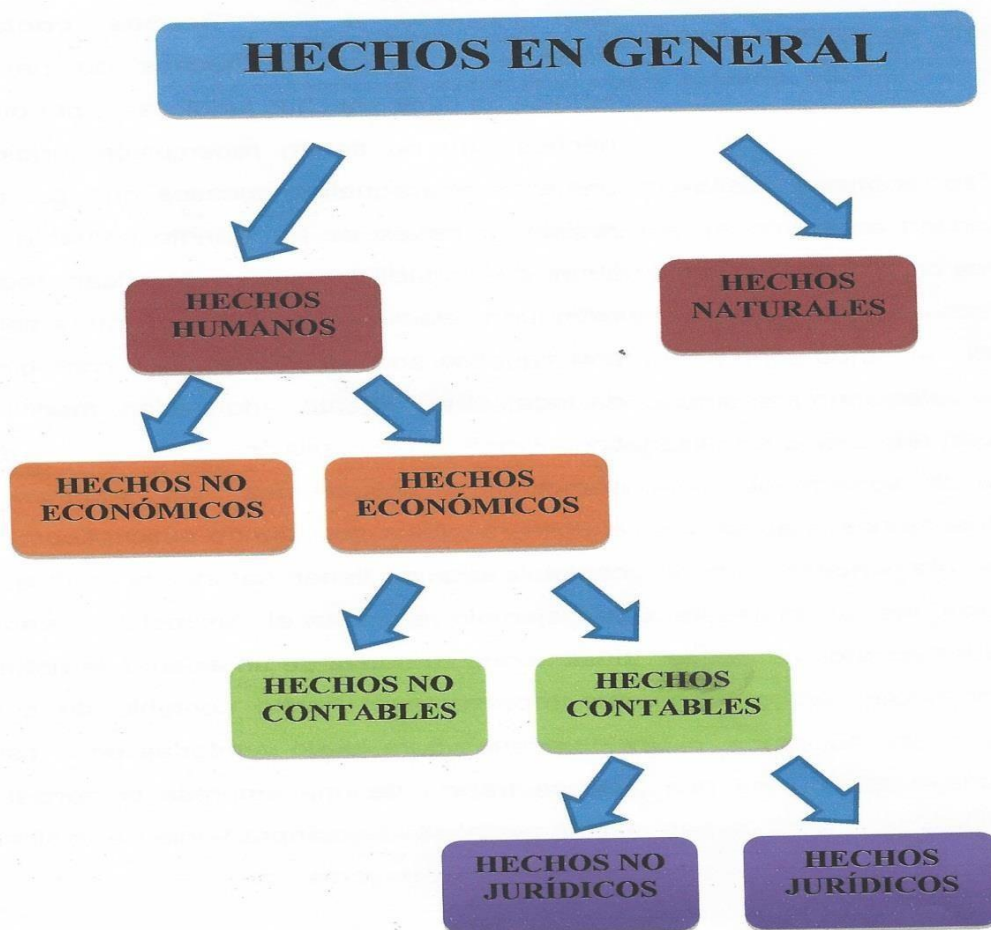 HECHOS EN GENERAL
HECHOS
HUMANOS
HECHOS
NATURALES
HECHOS NO
ECONÓMICOS
HECHOS
ECONÓMICOS
HECHOS NO
CONTABLES
HECHOS
CONTABLES
HECHOS NO
JURÍDICOS
HECHOS
JURÍDICOS